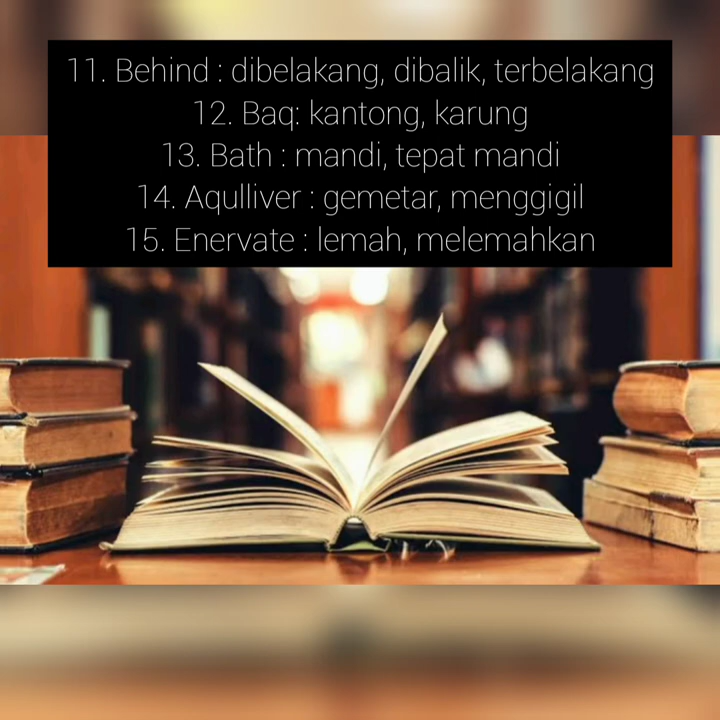 11. Behind : dibelakang, dibalik, terbelakang
12. Baq: kantong, karung
13. Bath : mandi, tepat mandi
14. Aqulliver : gemetar, menggigil
15. Enervate : lemah, melemahkan